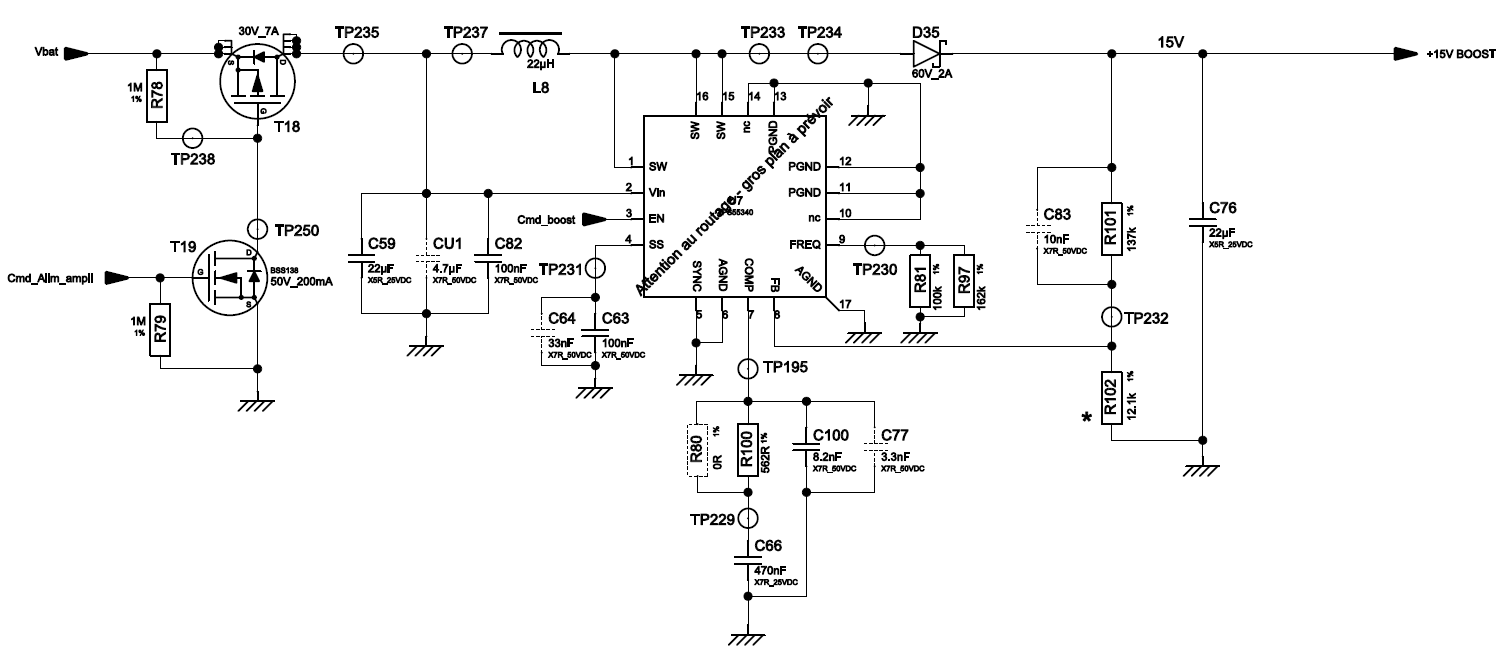 Vbat
30V_7A
S
D
G
T18
1M
1%
R78
TP238
TP235
TP237
22µH
L8
TP233
TP234
D35
60V_2A
15V
+15V BOOST
TP250
T19
Cmd_Alim_ampli
G
D
S
BSS138
50V_200mA
1M
1%
R79
C59
22µF
X5R_25VDC
CU1
4.7µF
X7R_50VDC
C82
100nF
X7R_50VDC
Cmd_boost
TP231
C64
33nF
X7R_50VDC
C63
100nF
X7R_50VDC
16
15
14
13
SW
SW
nc
PGND
1
SW
2
Vin
3
EN
4
SS
Attention au routage - gros plan à prévoir
PGND
12
PGND
11
nc
10
FREQ
9
SYNC
AGND
COMP
FB
AGND
5
6
7
8
17
TP230
R81
1%
100k
R97
1%
162k
TP195
R80
1%
0R
R100
1%
562R
C100
8.2nF
X7R_50VDC
C77
3.3nF
X7R_50VDC
TP229
C66
470nF
X7R_25VDC
C83
10nF
X7R_50VDC
R101
1%
137k
TP232
*
R102
1%
12.1k
C76
22µF
X5R_25VDC